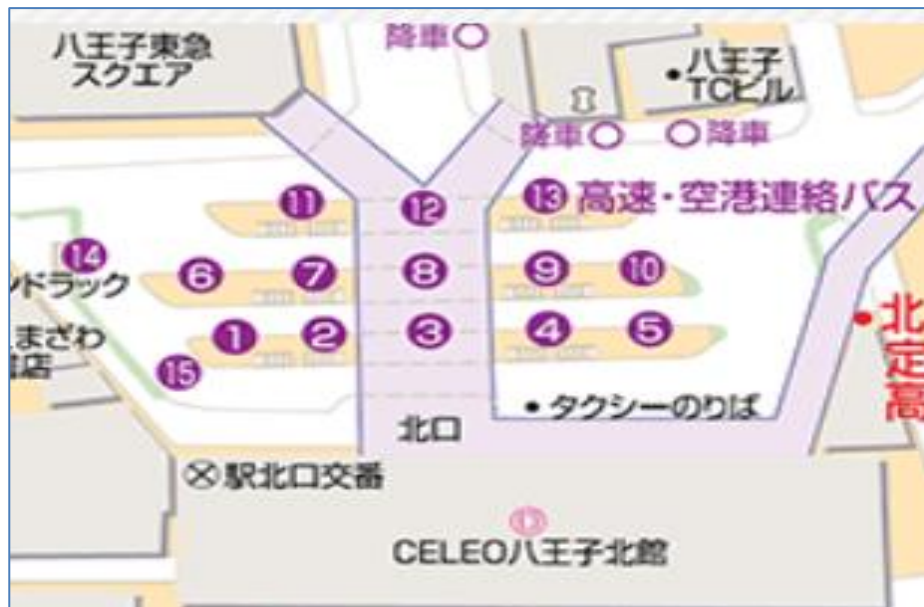 八王子東急
スクエア
降車
八王子
TCビル
降車
降車
⑪
⑫
⑬
高速・空港連絡バス
⑭
⑥
⑦
⑧
⑨
⑩
ンドラック
①
②
③
④
⑤
まざわ
店
⑮
北
定
高
タクシーのりば
北口
駅北口交番
CELEO八王子北館